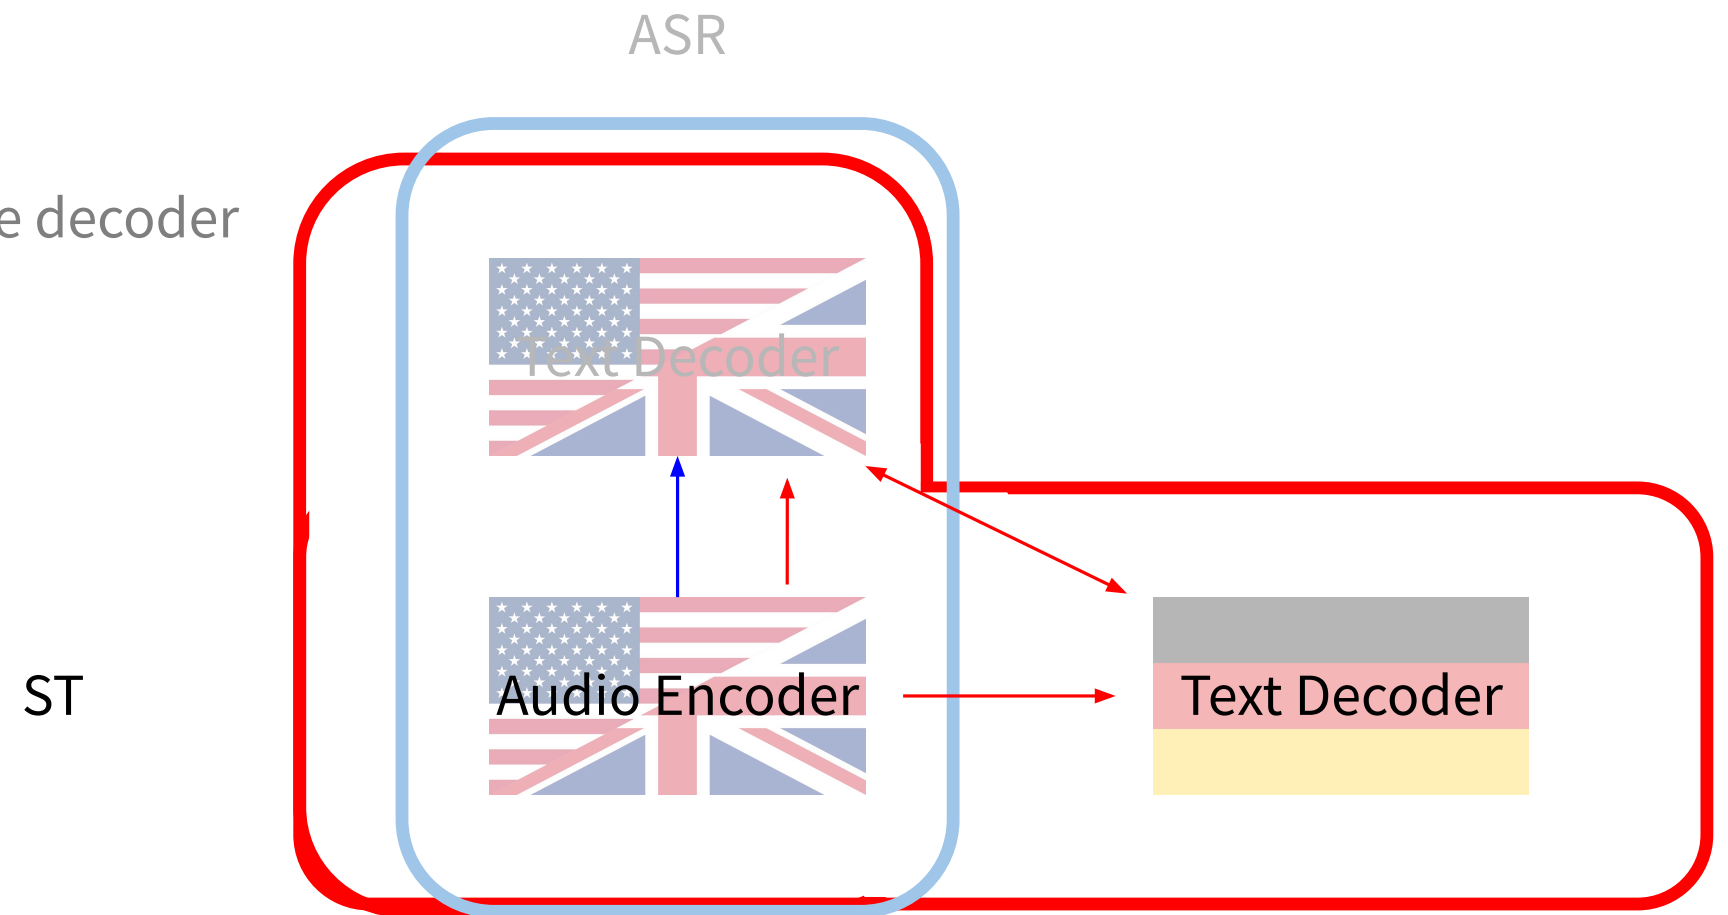 ASR
e decoder
Text Decoder
ST
Audio Encoder
Text Decoder